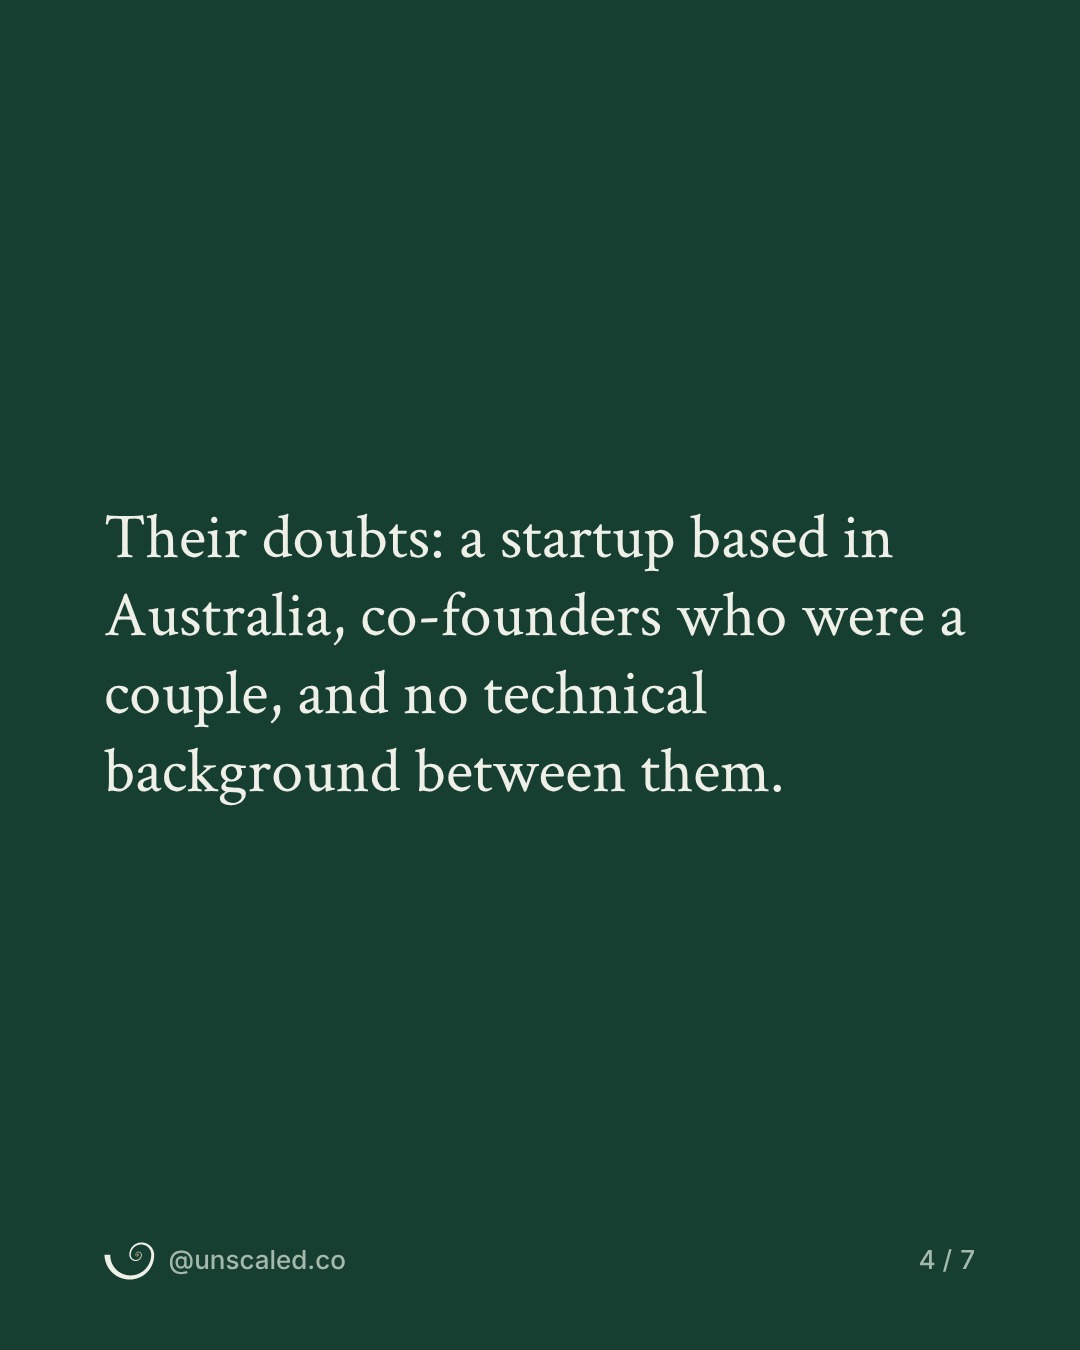 Their doubts: a startup based in
Australia, co-founders who were a
couple, and no technical
background between them.
@unscaled.co
4 / 7